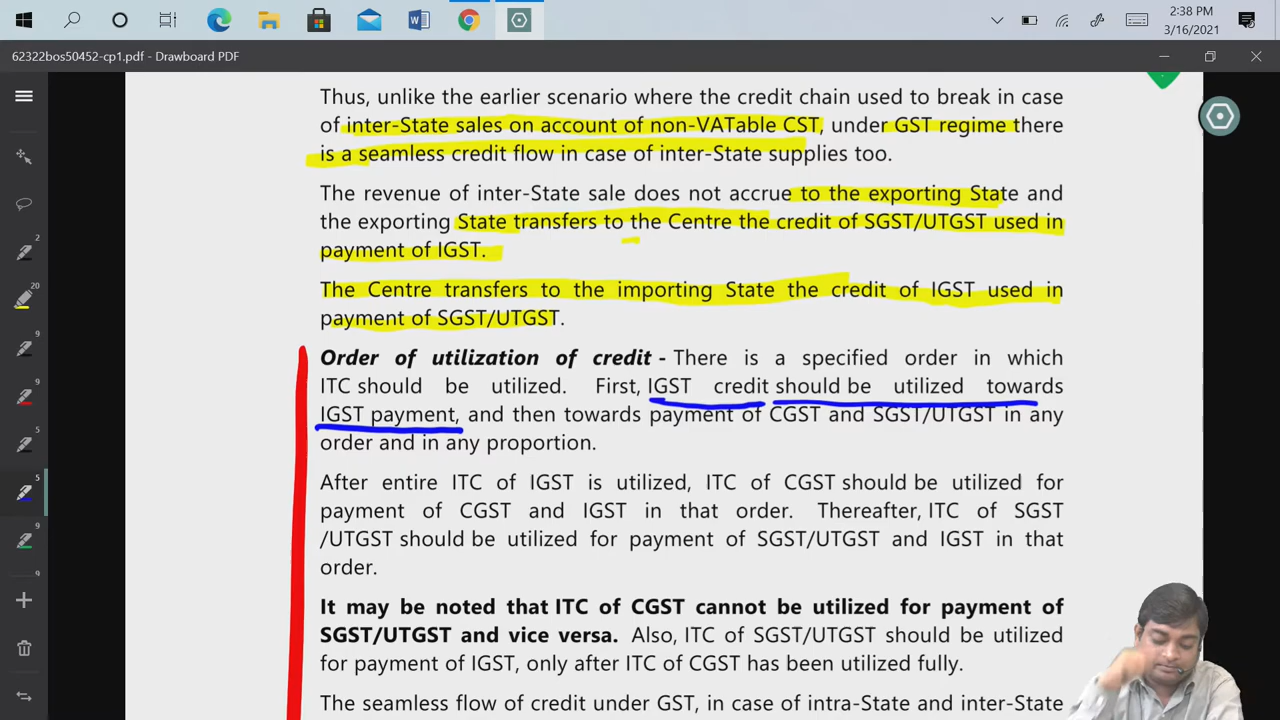 2:38 PM
3/16/2021
62322bos50452-cp1.pdf - Drawboard PDF
Thus, unlike the earlier scenario where the credit chain used to break in case
of inter-State sales on account of non-VATable CST, under GST regime there
is a seamless credit flow in case of inter-State supplies too.
The revenue of inter-State sale does not accrue to the exporting State and
the exporting State transfers to the Centre the credit of SGST/UTGST used in
payment of IGST.
The Centre transfers to the importing State the credit of IGST used in
payment of SGST/UTGST.
Order of utilization of credit - There is a specified order in which
ITC should be utilized. First, IGST credit should be utilized towards
IGST payment, and then towards payment of CGST and SGST/UTGST in any
order and in any proportion.
After entire ITC of IGST is utilized, ITC of CGST should be utilized for
payment of CGST and IGST in that order. Thereafter, ITC of SGST
/UTGST should be utilized for payment of SGST/UTGST and IGST in that
order.
It may be noted that ITC of CGST cannot be utilized for payment of
SGST/UTGST and vice versa. Also, ITC of SGST/UTGST should be utilized
for payment of IGST, only after ITC of CGST has been utilized fully.
The seamless flow of credit under GST, in case of intra-State and inter-State
2
20
9
9
5
9
9